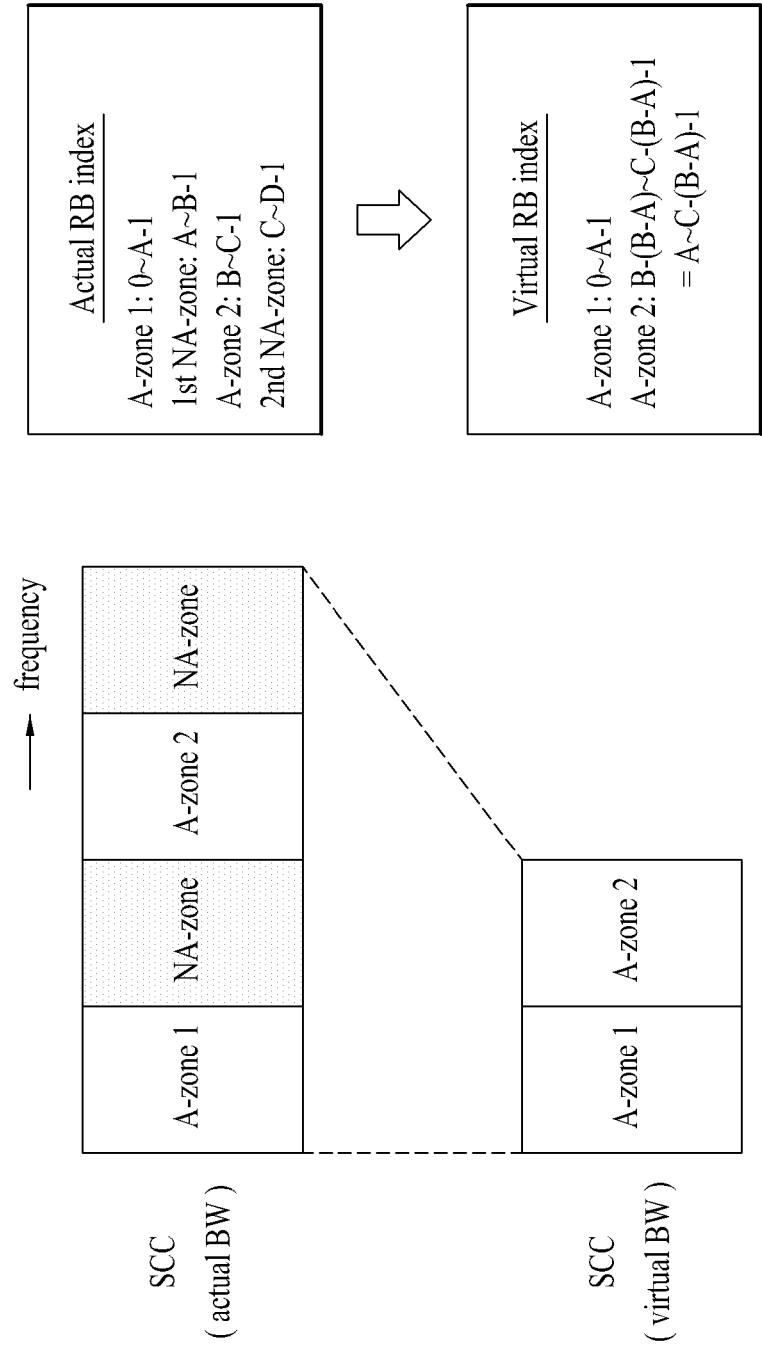 frequency
SCC
( actual BW )
A-zone 1
NA-zone
A-zone 2
NA-zone
Actual RB index
A-zone 1: 0~A-1
1st NA-zone: A~B-1
A-zone 2: B~C-1
2nd NA-zone: C~D-1
SCC
( virtual BW )
A-zone 1
A-zone 2
Virtual RB index
A-zone 1: 0~A-1
A-zone 2: B-(B-A)~C-(B-A)-1
= A~C-(B-A)-1